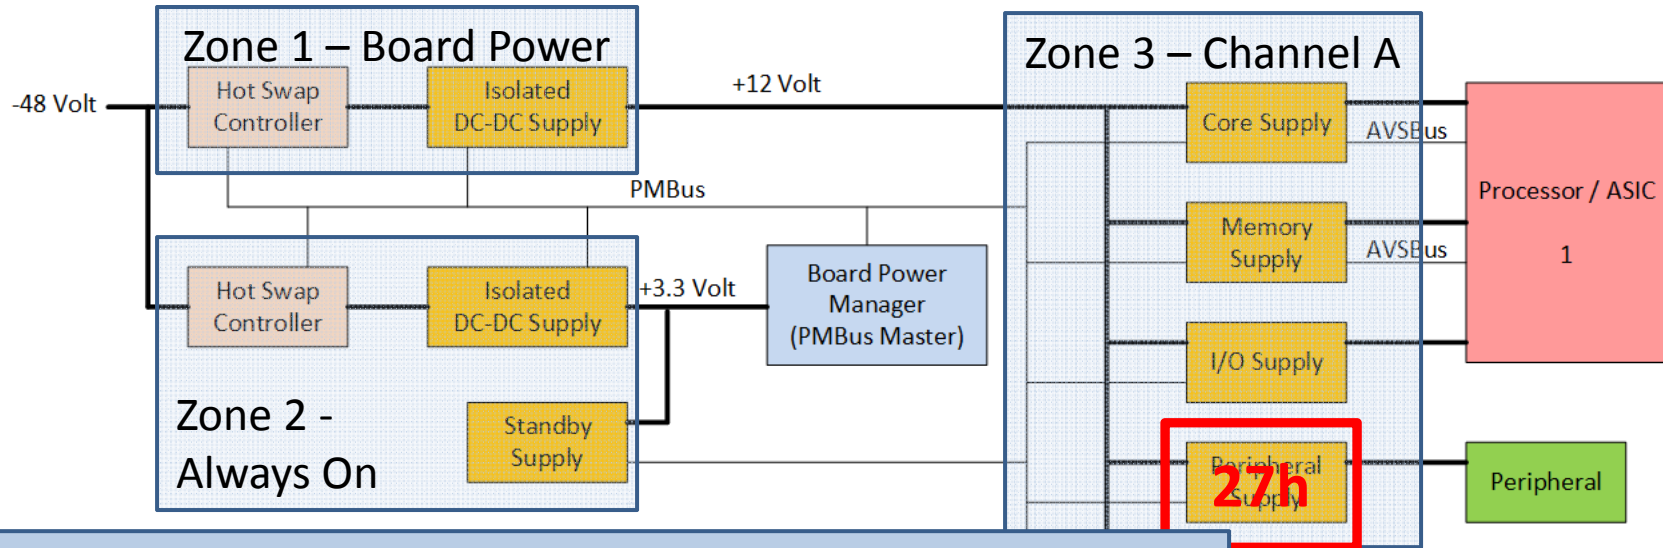 Zone 1 – Board Power
Zone 3 – Channel A
-48 Volt
Hot Swap
Controller
Isolated
DC-DC Supply
+12 Volt
Core Supply
AVSBus
PMBus
Processor / ASIC
1
Memory
Supply
AVSBus
Hot Swap
Controller
Isolated
DC-DC Supply
+3.3 Volt
Board Power
Manager
(PMBus Master)
I/O Supply
Zone 2 -
Always On
Standby
Supply
Peripheral
Supply
27h
Peripheral